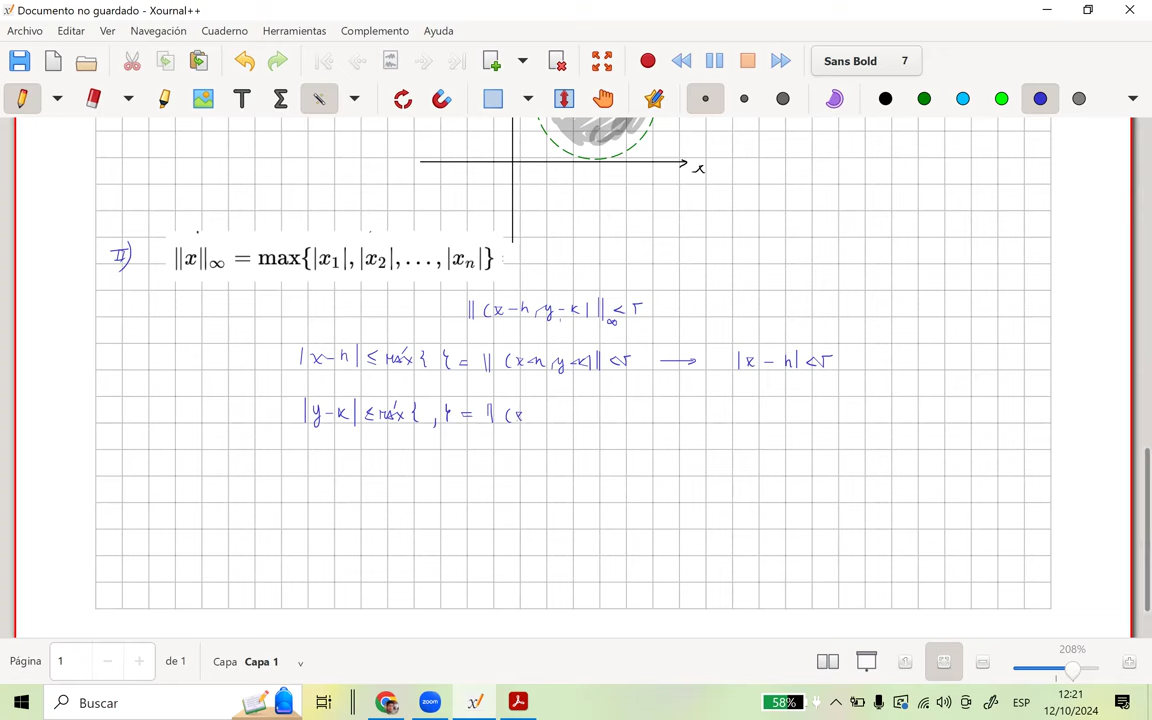 Documento no guardado - Xournal++
Archivo Editar Ver Navegación Cuaderno Herramientas Complemento Ayuda
Sans Bold 7
x
II) ||x||∞ = max{|x1|, |x2|, ..., |xn|}
|| (x-h, y-k) ||∞ < r
|x-h| ≤ máx{ } = || (x-h, y-k) || < r → |x - h| < r
|y-k| ≤ máx{ , } = || (x
Página 1 de 1 Capa Capa 1 208%
Buscar 58% ESP 12:21
12/10/2024